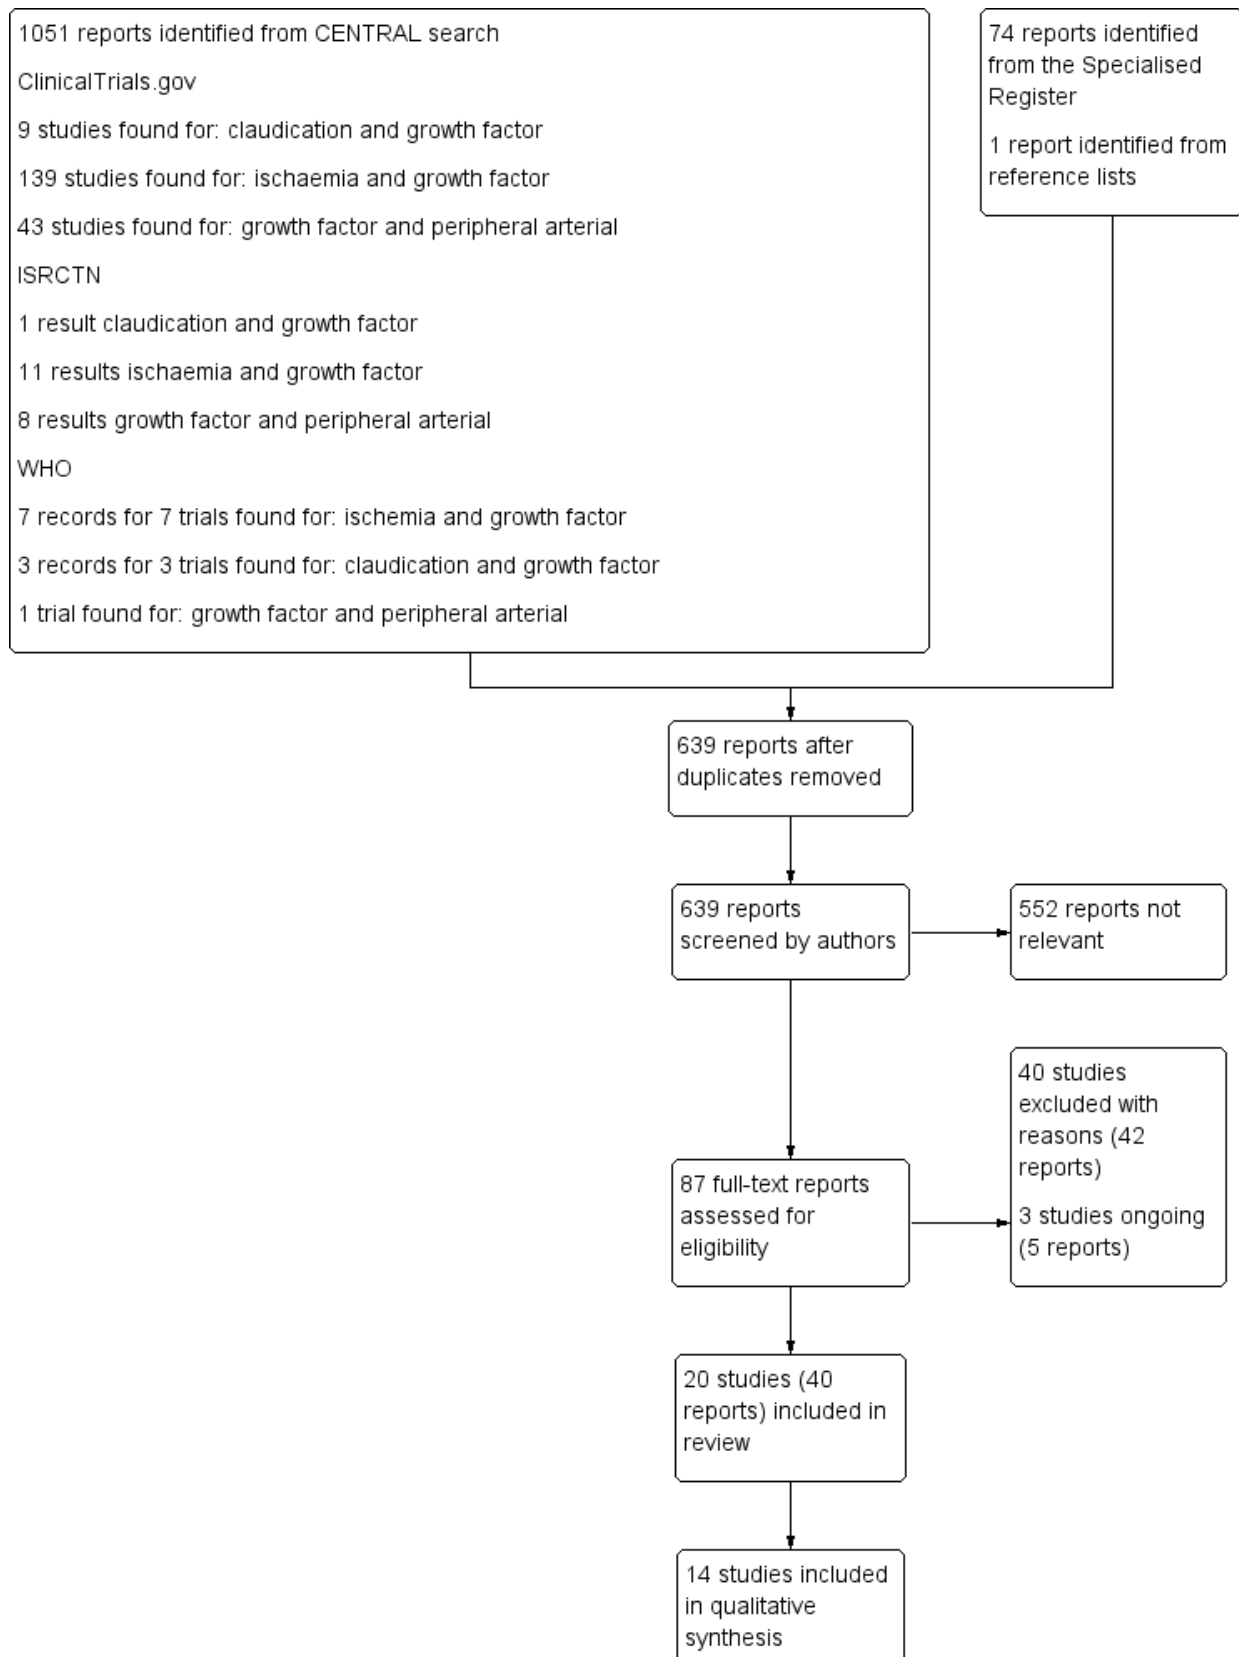 1051 reports identified from CENTRAL search
ClinicalTrials.gov
9 studies found for: claudication and growth factor
139 studies found for: ischaemia and growth factor
43 studies found for: growth factor and peripheral arterial
ISRCTN
1 result claudication and growth factor
11 results ischaemia and growth factor
8 results growth factor and peripheral arterial
WHO
7 records for 7 trials found for: ischemia and growth factor
3 records for 3 trials found for: claudication and growth factor
1 trial found for: growth factor and peripheral arterial
74 reports identified
from the Specialised
Register
1 report identified from
reference lists
639 reports after
duplicates removed
639 reports
screened by authors
552 reports not
relevant
87 full-text reports
assessed for
eligibility
40 studies
excluded with
reasons (42
reports)
3 studies ongoing
(5 reports)
20 studies (40
reports) included in
review
14 studies included
in qualitative
synthesis